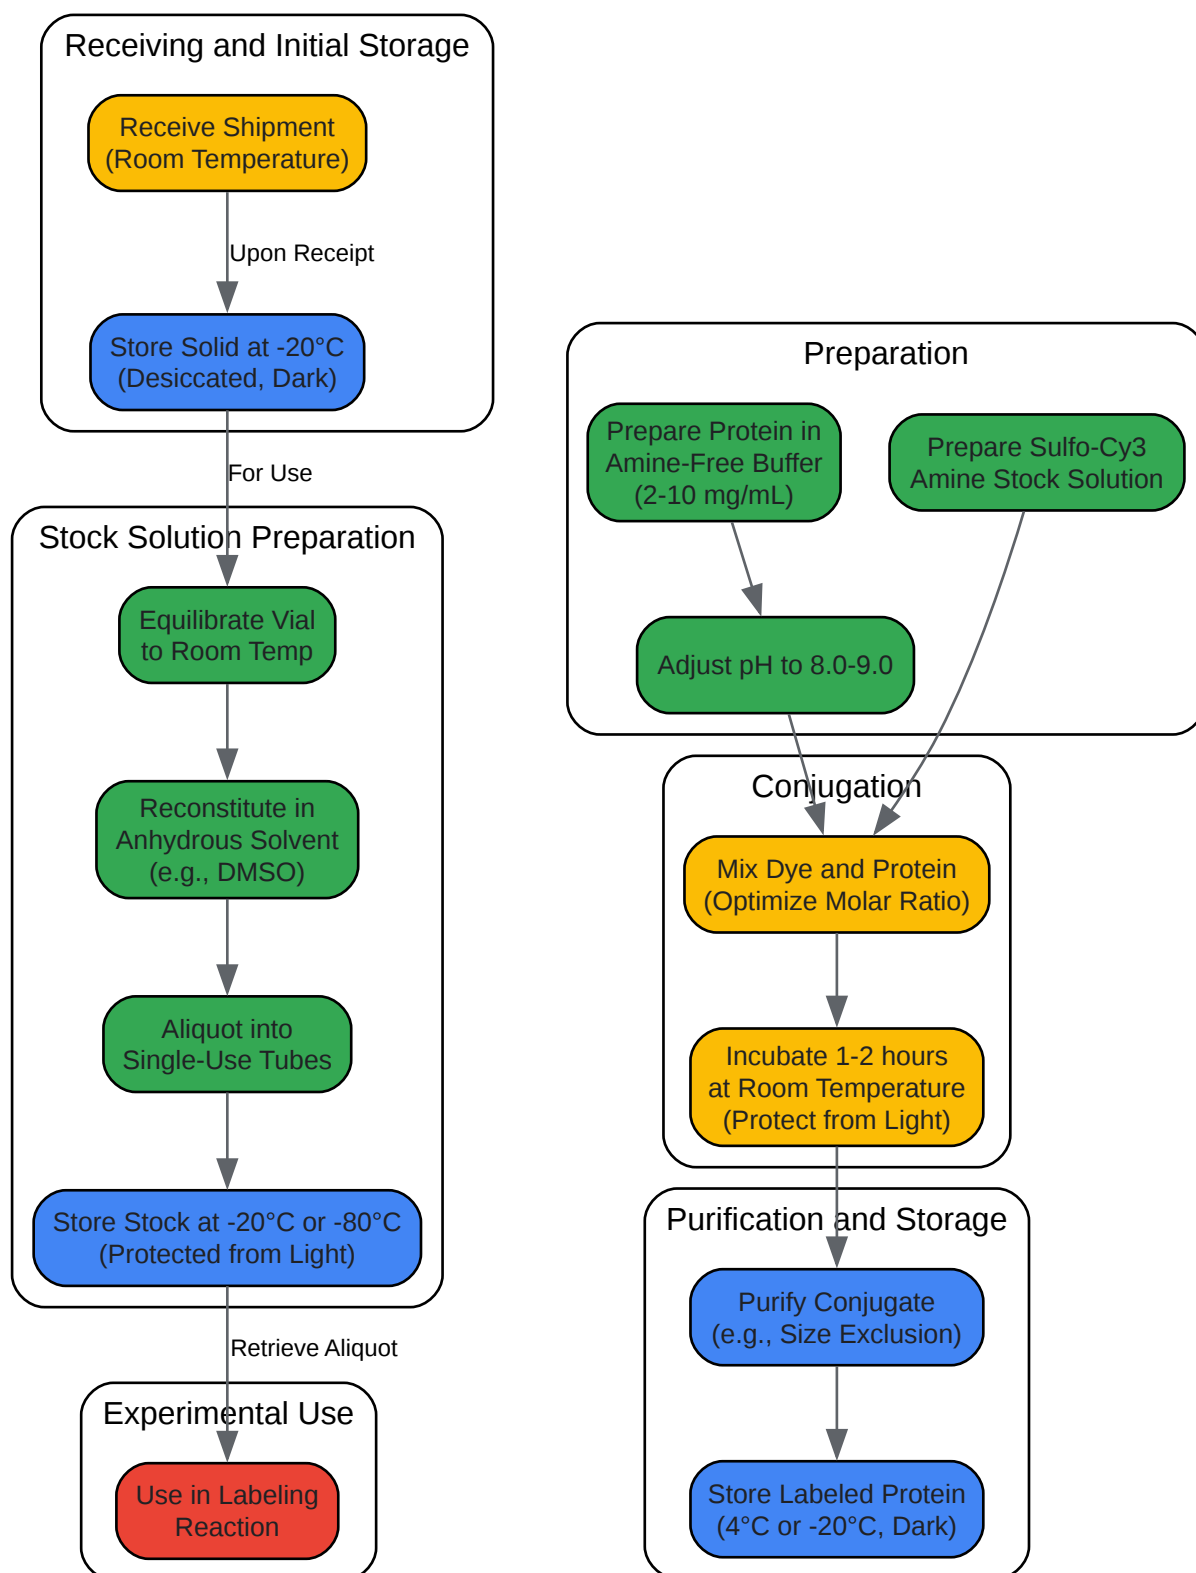 Receiving and Initial Storage
Receive Shipment
(Room Temperature)
Upon Receipt
Store Solid at -20°C
(Desiccated, Dark)
For Use
Stock Solution Preparation
Equilibrate Vial
to Room Temp
Reconstitute in
Anhydrous Solvent
(e.g., DMSO)
Aliquot into
Single-Use Tubes
Store Stock at -20°C or -80°C
(Protected from Light)
Retrieve Aliquot
Experimental Use
Use in Labeling
Reaction
Preparation
Prepare Protein in
Amine-Free Buffer
(2-10 mg/mL)
Prepare Sulfo-Cy3
Amine Stock Solution
Adjust pH to 8.0-9.0
Conjugation
Mix Dye and Protein
(Optimize Molar Ratio)
Incubate 1-2 hours
at Room Temperature
(Protect from Light)
Purification and Storage
Purify Conjugate
(e.g., Size Exclusion)
Store Labeled Protein
(4°C or -20°C, Dark)